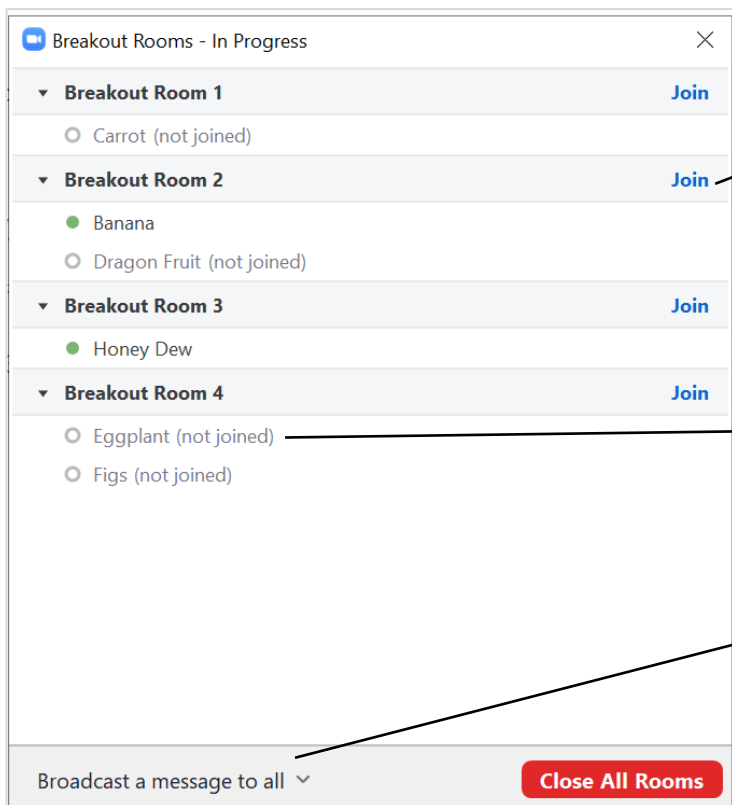 Breakout Rooms - In Progress
Breakout Room 1 Join
Carrot (not joined)
Breakout Room 2 Join
Banana
Dragon Fruit (not joined)
Breakout Room 3 Join
Honey Dew
Breakout Room 4 Join
Eggplant (not joined)
Figs (not joined)
Broadcast a message to all Close All Rooms